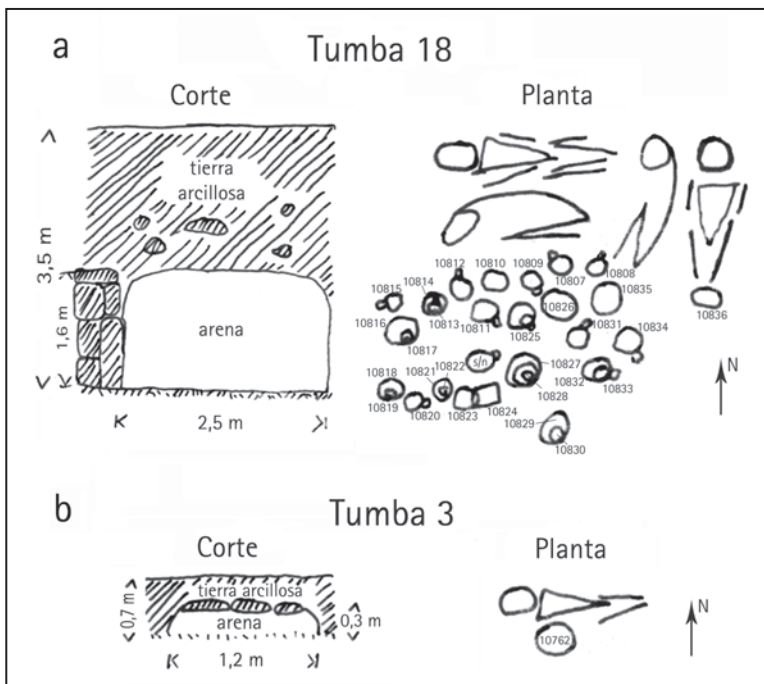 a
Tumba 18
Corte
Planta
tierra
arcillosa
3,5 m
1,6 m
arena
2,5 m
10812
10810
10809
10807
10808
10815
10814
10813
10811
10825
10826
10835
10816
10817
10831
10834
10836
10818
10821
10822
s/n
10827
10832
10833
10819
10820
10823
10824
10828
10829
10830
N
b
Tumba 3
Corte
Planta
tierra arcillosa
0,7 m
arena
0,3 m
1,2 m
10762
N